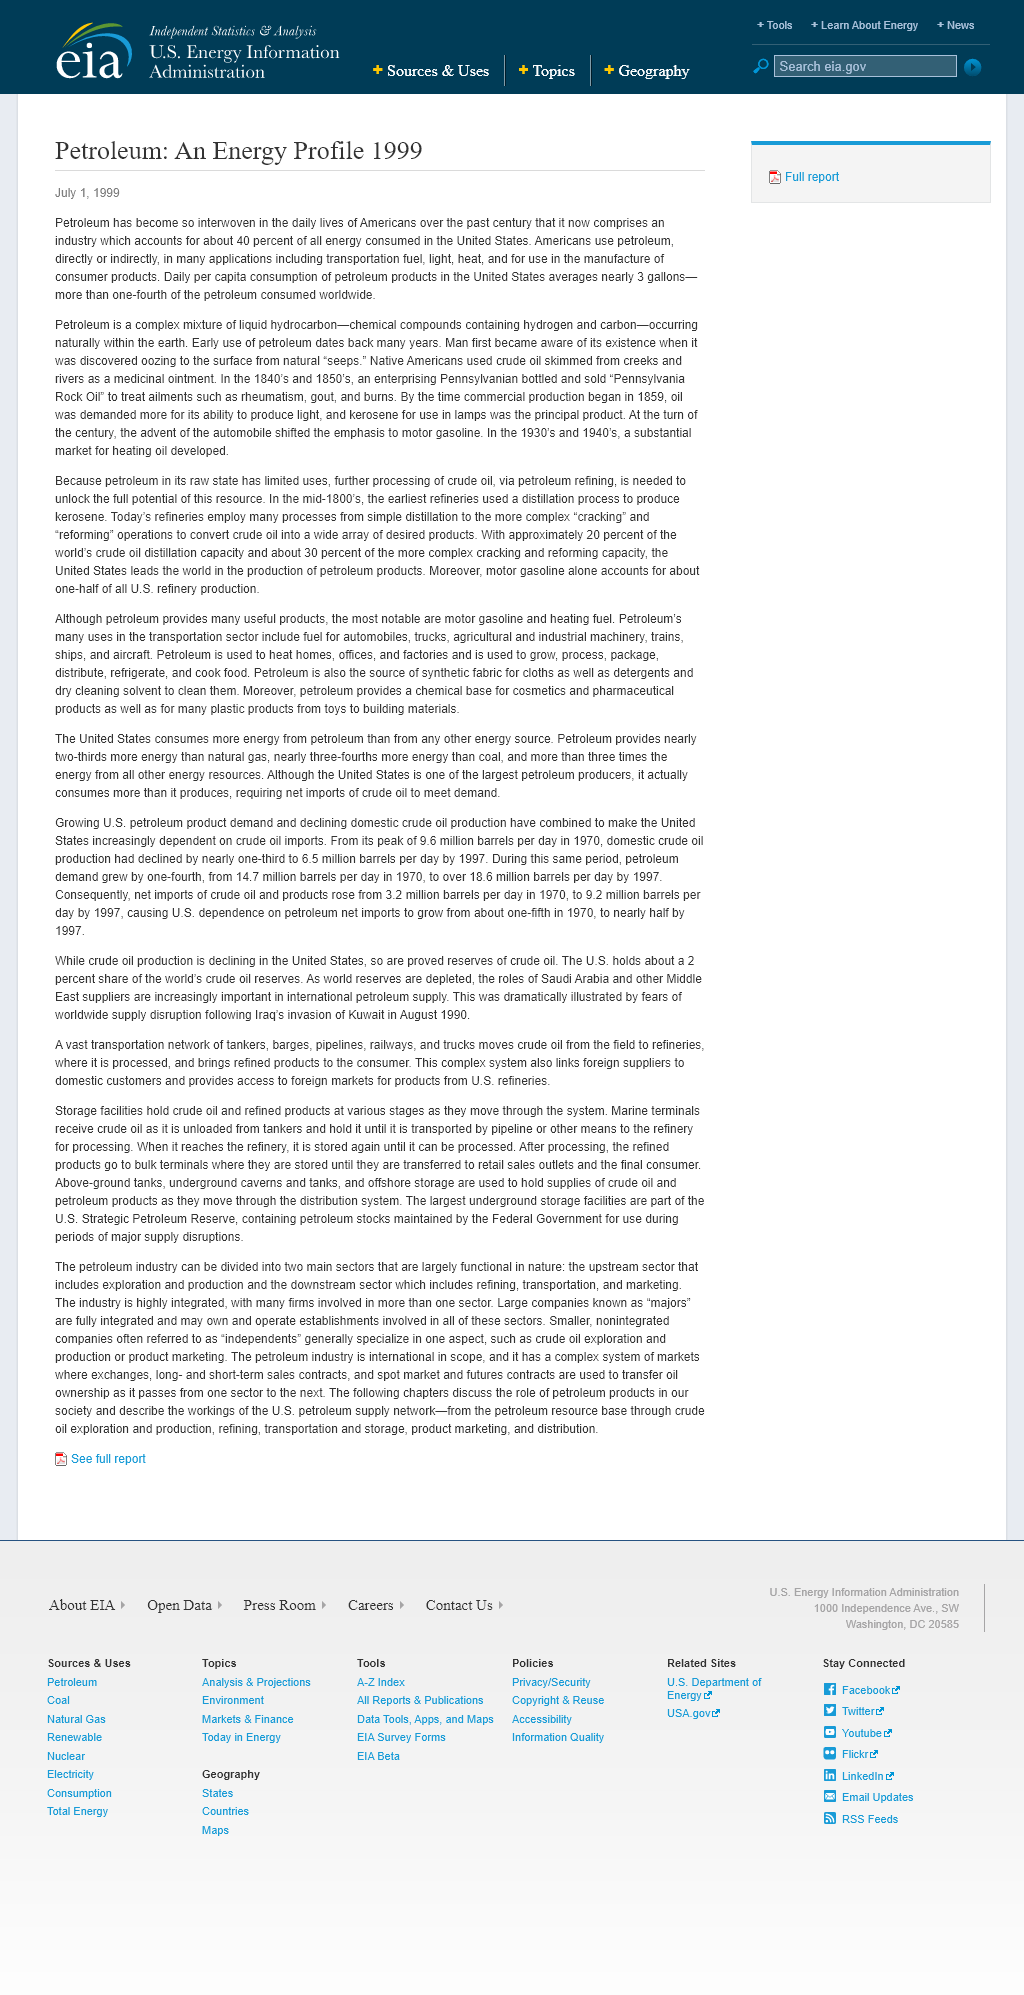 eia
Independent Statistics & Analysis
U.S. Energy Information
Administration
Sources & Uses
Topics
Geography
Tools
Learn About Energy
News
Search eia.gov
Petroleum: An Energy Profile 1999
Full report
July 1, 1999
Petroleum has become so interwoven in the daily lives of Americans over the past century that it now comprises an
industry which accounts for about 40 percent of all energy consumed in the United States. Americans use petroleum,
directly or indirectly, in many applications including transportation fuel, light, heat, and for use in the manufacture of
consumer products. Daily per capita consumption of petroleum products in the United States averages nearly 3 gallons—
more than one-fourth of the petroleum consumed worldwide.
Petroleum is a complex mixture of liquid hydrocarbon—chemical compounds containing hydrogen and carbon—occurring
naturally within the earth. Early use of petroleum dates back many years. Man first became aware of its existence when it
was discovered oozing to the surface from natural “seeps.” Native Americans used crude oil skimmed from creeks and
rivers as a medicinal ointment. In the 1840’s and 1850’s, an enterprising Pennsylvanian bottled and sold “Pennsylvania
Rock Oil” to treat ailments such as rheumatism, gout, and burns. By the time commercial production began in 1859, oil
was demanded more for its ability to produce light, and kerosene for use in lamps was the principal product. At the turn of
the century, the advent of the automobile shifted the emphasis to motor gasoline. In the 1930’s and 1940’s, a substantial
market for heating oil developed.
Because petroleum in its raw state has limited uses, further processing of crude oil, via petroleum refining, is needed to
unlock the full potential of this resource. In the mid-1800’s, the earliest refineries used a distillation process to produce
kerosene. Today’s refineries employ many processes from simple distillation to the more complex “cracking” and
“reforming” operations to convert crude oil into a wide array of desired products. With approximately 20 percent of the
world’s crude oil distillation capacity and about 30 percent of the more complex cracking and reforming capacity, the
United States leads the world in the production of petroleum products. Moreover, motor gasoline alone accounts for about
one-half of all U.S. refinery production.
Although petroleum provides many useful products, the most notable are motor gasoline and heating fuel. Petroleum’s
many uses in the transportation sector include fuel for automobiles, trucks, agricultural and industrial machinery, trains,
ships, and aircraft. Petroleum is used to heat homes, offices, and factories and is used to grow, process, package,
distribute, refrigerate, and cook food. Petroleum is also the source of synthetic fabric for cloths as well as detergents and
dry cleaning solvent to clean them. Moreover, petroleum provides a chemical base for cosmetics and pharmaceutical
products as well as for many plastic products from toys to building materials.
The United States consumes more energy from petroleum than from any other energy source. Petroleum provides nearly
two-thirds more energy than natural gas, nearly three-fourths more energy than coal, and more than three times the
energy from all other energy resources. Although the United States is one of the largest petroleum producers, it actually
consumes more than it produces, requiring net imports of crude oil to meet demand.
Growing U.S. petroleum product demand and declining domestic crude oil production have combined to make the United
States increasingly dependent on crude oil imports. From its peak of 9.6 million barrels per day in 1970, domestic crude oil
production had declined by nearly one-third to 6.5 million barrels per day by 1997. During this same period, petroleum
demand grew by one-fourth, from 14.7 million barrels per day in 1970, to over 18.6 million barrels per day by 1997.
Consequently, net imports of crude oil and products rose from 3.2 million barrels per day in 1970, to 9.2 million barrels per
day by 1997, causing U.S. dependence on petroleum net imports to grow from about one-fifth in 1970, to nearly half by
1997.
While crude oil production is declining in the United States, so are proved reserves of crude oil. The U.S. holds about a 2
percent share of the world’s crude oil reserves. As world reserves are depleted, the roles of Saudi Arabia and other Middle
East suppliers are increasingly important in international petroleum supply. This was dramatically illustrated by fears of
worldwide supply disruption following Iraq’s invasion of Kuwait in August 1990.
A vast transportation network of tankers, barges, pipelines, railways, and trucks moves crude oil from the field to refineries,
where it is processed, and brings refined products to the consumer. This complex system also links foreign suppliers to
domestic customers and provides access to foreign markets for products from U.S. refineries.
Storage facilities hold crude oil and refined products at various stages as they move through the system. Marine terminals
receive crude oil as it is unloaded from tankers and hold it until it is transported by pipeline or other means to the refinery
for processing. When it reaches the refinery, it is stored again until it can be processed. After processing, the refined
products go to bulk terminals where they are stored until they are transferred to retail sales outlets and the final consumer.
Above-ground tanks, underground caverns and tanks, and offshore storage are used to hold supplies of crude oil and
petroleum products as they move through the distribution system. The largest underground storage facilities are part of the
U.S. Strategic Petroleum Reserve, containing petroleum stocks maintained by the Federal Government for use during
periods of major supply disruptions.
The petroleum industry can be divided into two main sectors that are largely functional in nature: the upstream sector that
includes exploration and production and the downstream sector which includes refining, transportation, and marketing.
The industry is highly integrated, with many firms involved in more than one sector. Large companies known as “majors”
are fully integrated and may own and operate establishments involved in all of these sectors. Smaller, nonintegrated
companies often referred to as “independents” generally specialize in one aspect, such as crude oil exploration and
production or product marketing. The petroleum industry is international in scope, and it has a complex system of markets
where exchanges, long- and short-term sales contracts, and spot market and futures contracts are used to transfer oil
ownership as it passes from one sector to the next. The following chapters discuss the role of petroleum products in our
society and describe the workings of the U.S. petroleum supply network—from the petroleum resource base through crude
oil exploration and production, refining, transportation and storage, product marketing, and distribution.
See full report
About EIA
Open Data
Press Room
Careers
Contact Us
U.S. Energy Information Administration
1000 Independence Ave., SW
Washington, DC 20585
Sources & Uses
Petroleum
Coal
Natural Gas
Renewable
Nuclear
Electricity
Consumption
Total Energy
Topics
Analysis & Projections
Environment
Markets & Finance
Today in Energy
Geography
States
Countries
Maps
Tools
A-Z Index
All Reports & Publications
Data Tools, Apps, and Maps
EIA Survey Forms
EIA Beta
Policies
Privacy/Security
Copyright & Reuse
Accessibility
Information Quality
Related Sites
U.S. Department of
Energy
USA.gov
Stay Connected
Facebook
Twitter
Youtube
Flickr
LinkedIn
Email Updates
RSS Feeds